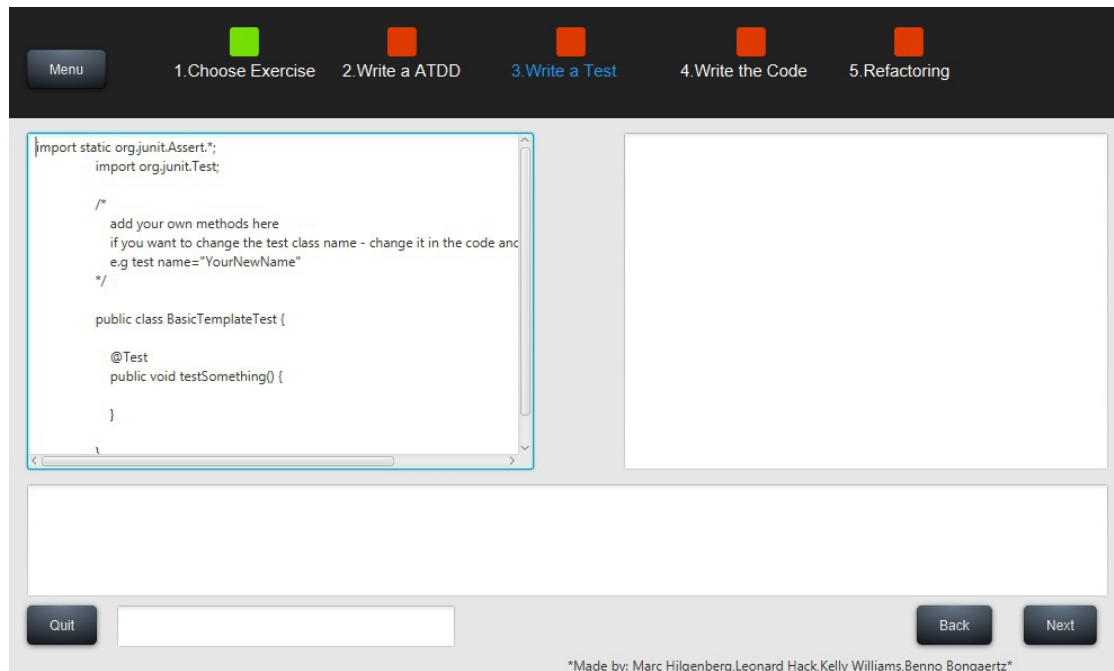 Menu
1.Choose Exercise
2.Write a ATDD
3.Write a Test
4.Write the Code
5.Refactoring
import static org.junit.Assert.*;
import org.junit.Test;
/*
add your own methods here
if you want to change the test class name - change it in the code and
e.g test name="YourNewName"
*/
public class BasicTemplateTest {
@Test
public void testSomething() {
}
}
Quit
Back
Next
*Made by: Marc Hilgenberg,Leonard Hack,Kelly Williams,Benno Bongaertz*